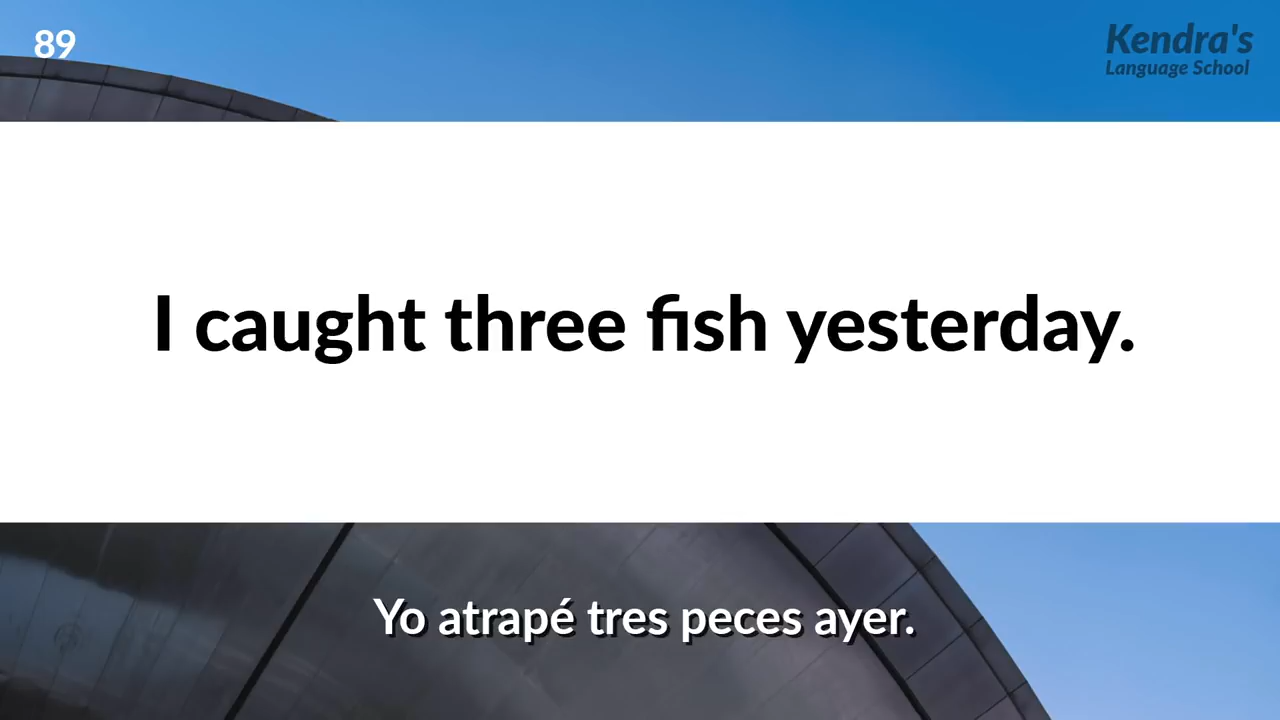 89
Kendra's
Language School
I caught three fish yesterday.
Yo atrapé tres peces ayer.